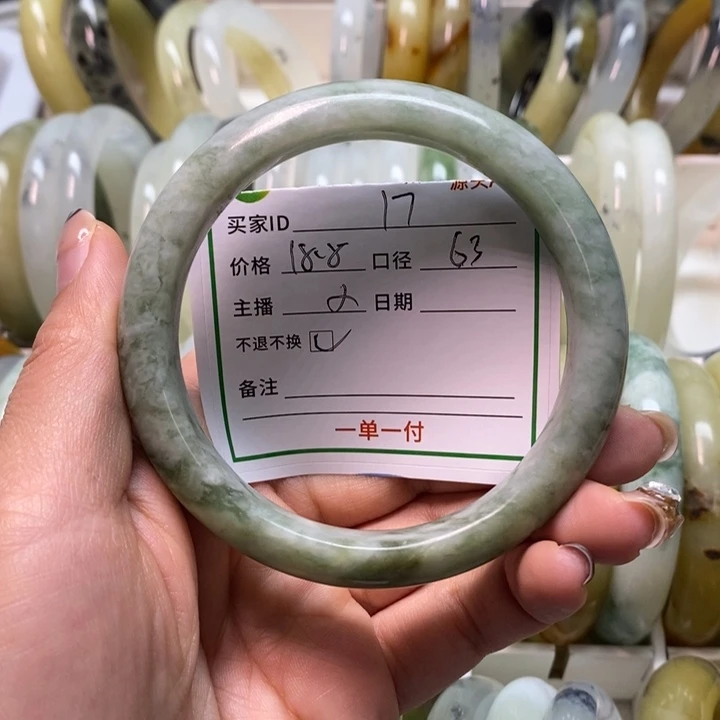 买家ID 17
价格 188 口径 63
主播 日期
不退不换
备注
一单一付